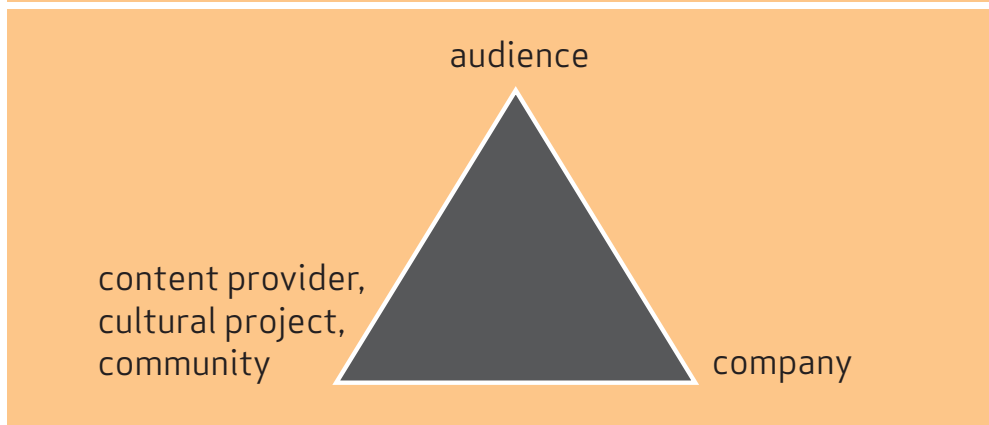 audience
content provider,
cultural project,
community
company